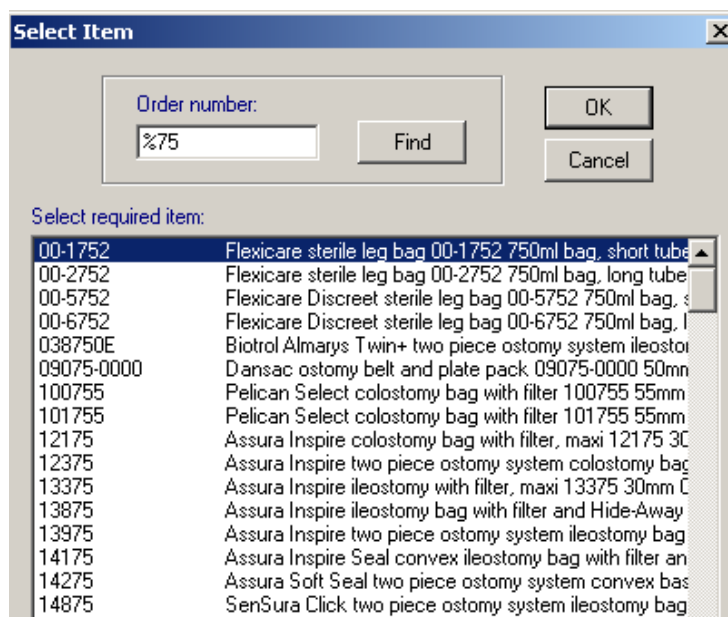 Select Item
Order number:
%75
Find
OK
Cancel
Select required item:
00-1752 Flexicare sterile leg bag 00-1752 750ml bag, short tube
00-2752 Flexicare sterile leg bag 00-2752 750ml bag, long tube
00-5752 Flexicare Discreet sterile leg bag 00-5752 750ml bag, s
00-6752 Flexicare Discreet sterile leg bag 00-6752 750ml bag, l
038750E Biotrol Almarys Twin+ two piece ostomy system ileosto
09075-0000 Dansac ostomy belt and plate pack 09075-0000 50mm
100755 Pelican Select colostomy bag with filter 100755 55mm
101755 Pelican Select colostomy bag with filter 101755 55mm
12175 Assura Inspire colostomy bag with filter, maxi 12175 30
12375 Assura Inspire two piece ostomy system colostomy bag
13375 Assura Inspire ileostomy with filter, maxi 13375 30mm C
13875 Assura Inspire ileostomy bag with filter and Hide-Away
13975 Assura Inspire two piece ostomy system ileostomy bag
14175 Assura Inspire Seal convex ileostomy bag with filter an
14275 Assura Soft Seal two piece ostomy system convex bas
14875 SenSura Click two piece ostomy system ileostomy bag